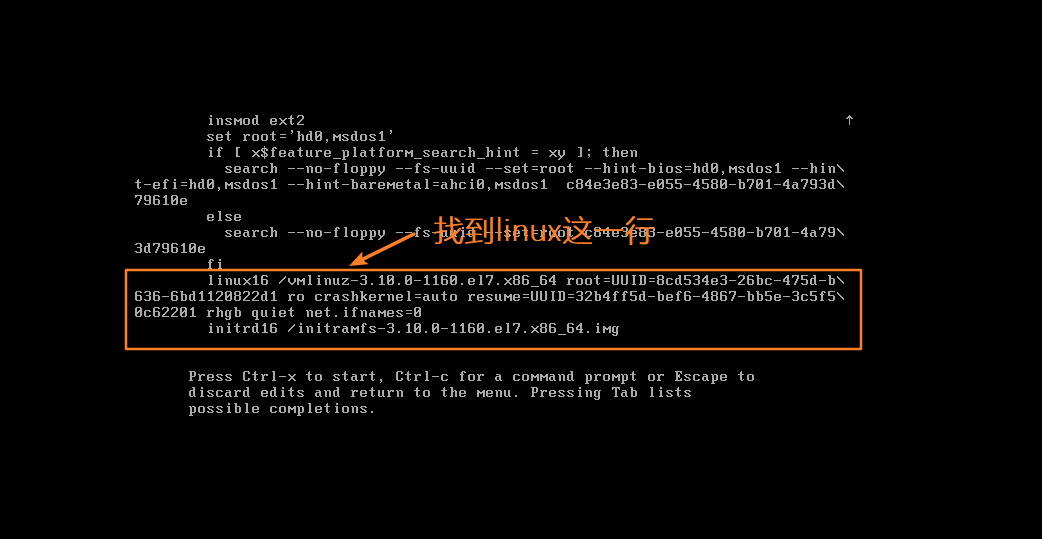 insmod ext2
set root='hd0,msdos1'
if [ x$feature_platform_search_hint = xy ]; then
search --no-floppy --fs-uuid --set=root --hint-bios=hd0,msdos1 --hin\
t-efi=hd0,msdos1 --hint-baremetal=ahci0,msdos1  c84e3e83-e055-4580-b701-4a793d\
79610e
else
search --no-floppy --fs-uuid --set=root c84e3e83-e055-4580-b701-4a79\
3d79610e
找到linux这一行
fi
linux16 /vmlinuz-3.10.0-1160.el7.x86_64 root=UUID=8cd534e3-26bc-475d-b\
636-6bd1120822d1 ro crashkernel=auto resume=UUID=32b4ff5d-bef6-4867-bb5e-3c5f5\
0c62201 rhgb quiet net.ifnames=0
initrd16 /initramfs-3.10.0-1160.el7.x86_64.img
Press Ctrl-x to start, Ctrl-c for a command prompt or Escape to
discard edits and return to the menu. Pressing Tab lists
possible completions.